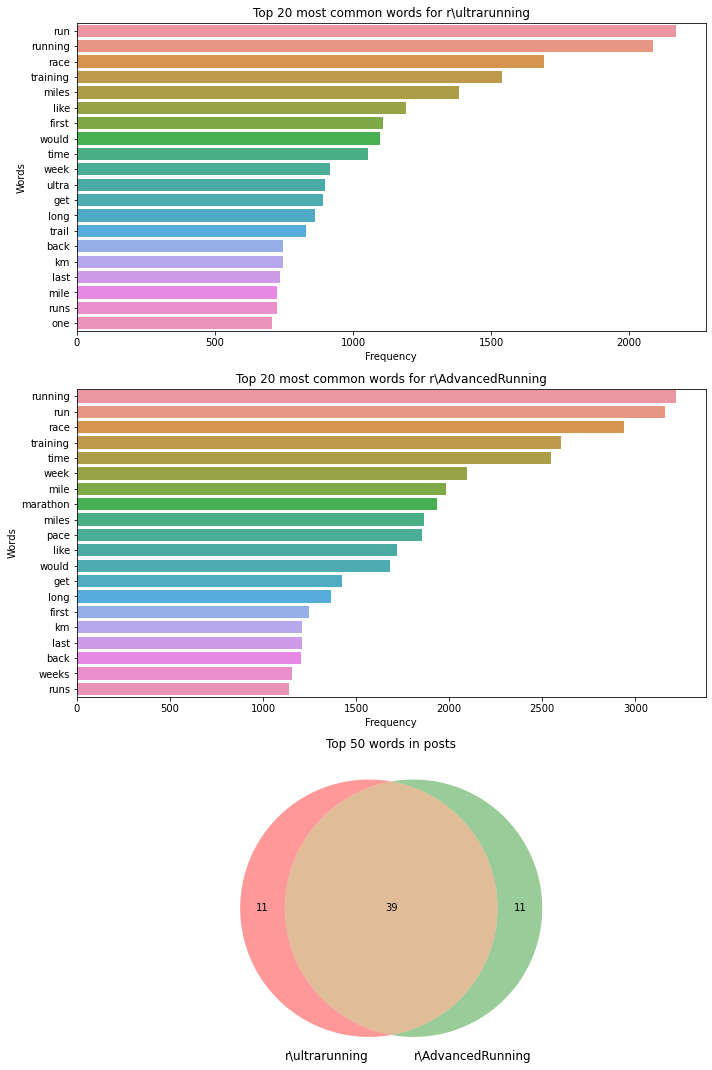 Top 20 most common words for r\ultrarunning
run
running
race
training
miles
like
first
would
time
week
ultra
get
long
trail
back
km
last
mile
runs
one
Words
0 500 1000 1500 2000
Frequency
Top 20 most common words for r\AdvancedRunning
running
run
race
training
time
week
mile
marathon
miles
pace
like
would
get
long
first
km
last
back
weeks
runs
Words
0 500 1000 1500 2000 2500 3000
Frequency
Top 50 words in posts
11 39 11
r\ultrarunning r\AdvancedRunning